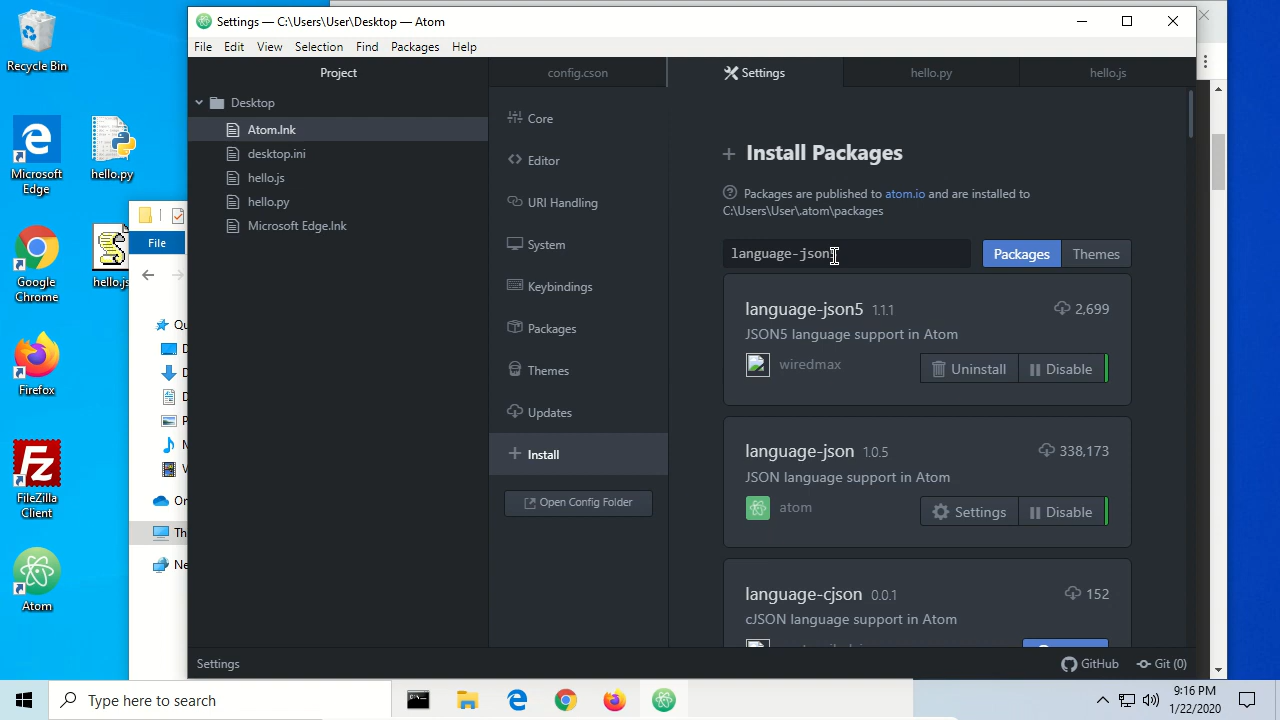 Settings — C:\Users\User\Desktop — Atom
File Edit View Selection Find Packages Help
Project
config.cson
Settings
hello.py
hello.js
Desktop
Atom.lnk
desktop.ini
hello.js
hello.py
Microsoft Edge.lnk
Core
Editor
URI Handling
System
Keybindings
Packages
Themes
Updates
Install
Open Config Folder
Install Packages
Packages are published to atom.io and are installed to
C:\Users\User\.atom\packages
language-json5
Packages
Themes
language-json5 1.1.1
2,699
JSON5 language support in Atom
wiredmax
Uninstall
Disable
language-json 1.0.5
338,173
JSON language support in Atom
atom
Settings
Disable
language-cjson 0.0.1
152
cJSON language support in Atom
Settings
GitHub
Git (0)
Recycle Bin
Microsoft
Edge
hello.py
Google
Chrome
hello.js
Firefox
FileZilla
Client
Atom
File
Type here to search
9:16 PM
1/22/2020